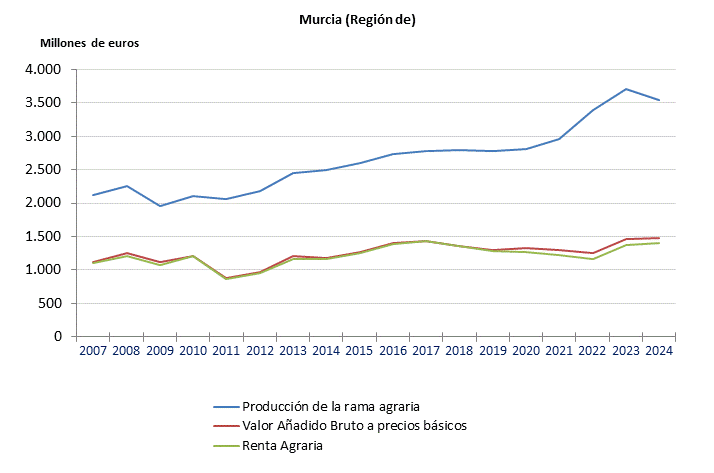 Murcia (Región de)
Millones de euros
4.000
3.500
3.000
2.500
2.000
1.500
1.000
500
0
2007 2008 2009 2010 2011 2012 2013 2014 2015 2016 2017 2018 2019 2020 2021 2022 2023 2024
Producción de la rama agraria
Valor Añadido Bruto a precios básicos
Renta Agraria